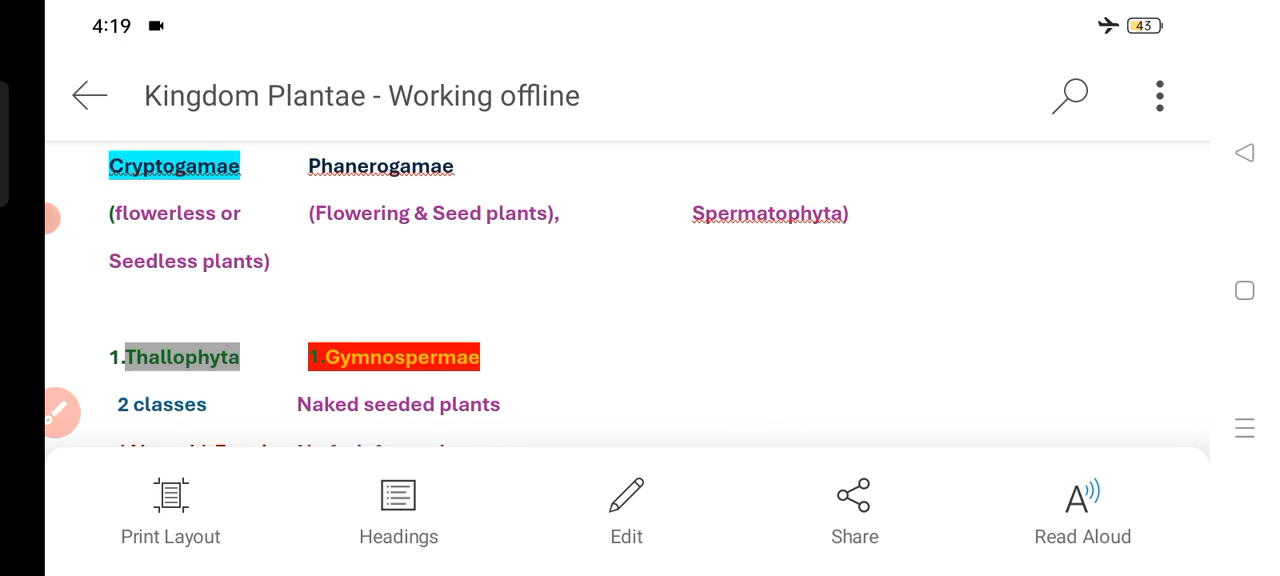 4:19
43
Kingdom Plantae - Working offline
Cryptogamae Phanerogamae
(flowerless or (Flowering & Seed plants), Spermatophyta)
Seedless plants)
1.Thallophyta 1.Gymnospermae
2 classes Naked seeded plants
Print Layout Headings Edit Share Read Aloud